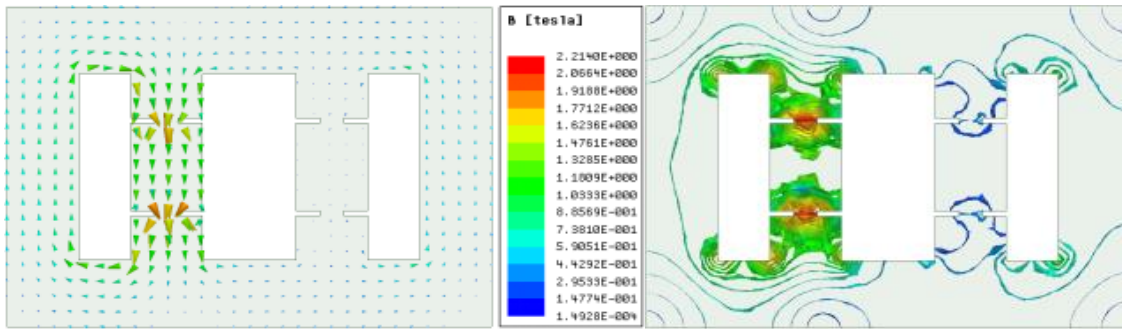 B [tesla]
2.2140E+000
2.0664E+000
1.9188E+000
1.7712E+000
1.6236E+000
1.4761E+000
1.3285E+000
1.1809E+000
1.0333E+000
8.8569E-001
7.3810E-001
5.9051E-001
4.4292E-001
2.9533E-001
1.4774E-001
1.4928E-004